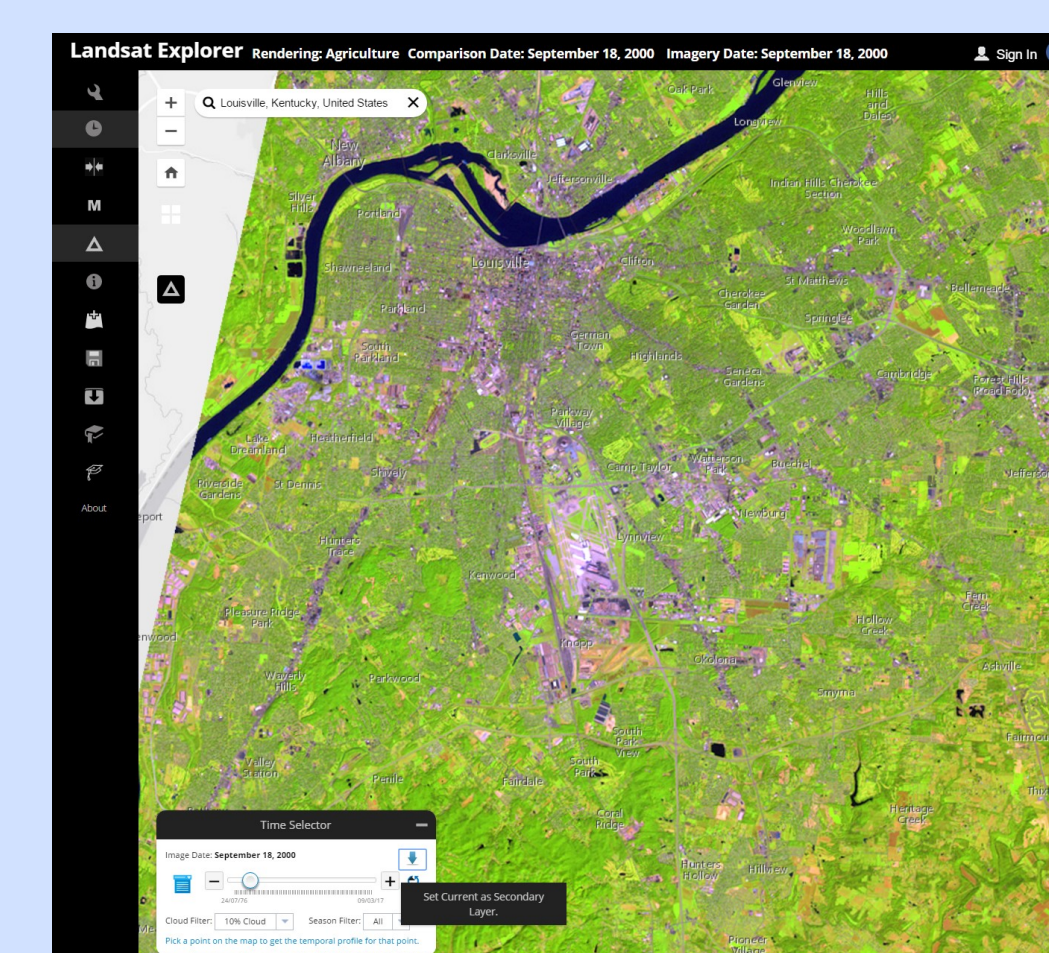 Landsat Explorer Rendering: Agriculture Comparison Date: September 18, 2000 Imagery Date: September 18, 2000
Sign In
Louisville, Kentucky, United States
M
About
Oak Park
Glenview
Hills
and
Dales
Longview
New
Albany
Clarksville
Jeffersonville
Indian Hills Cherokee
Section
Silver
Hills
Portland
Woodlawn
Park
Shawneeland
Louisville
Clifton
St Matthews
Bellemeade
Cherokee
Garden
Parkland
Springlee
German
Town
South
Parkland
Highlands
Seneca
Gardens
Cambridge
Forest Hills
(Road Fork)
Parkway
Village
Lake
Dreamland
Heatherfield
Camp Taylor
Watterson
Park
Buechel
Shively
Riverside
Gardens
St Dennis
Newburg
Lynnview
Hunters
Trace
Kenwood
Fern
Creek
Pleasure Ridge
Park
Hollow
Creek
Knopp
Okolona
Ashville
Waverly
Hills
Parkwood
Smyrna
South
Park
View
Valley
Station
South
Park
Penile
Fairdale
Coral
Ridge
Heritage
Creek
Hunters
Hollow
Hillview
Pioneer
Village
Time Selector
Image Date: September 18, 2000
24/07/76
09/03/17
Set Current as Secondary
Layer.
Cloud Filter: 10% Cloud
Season Filter: All
Pick a point on the map to get the temporal profile for that point.